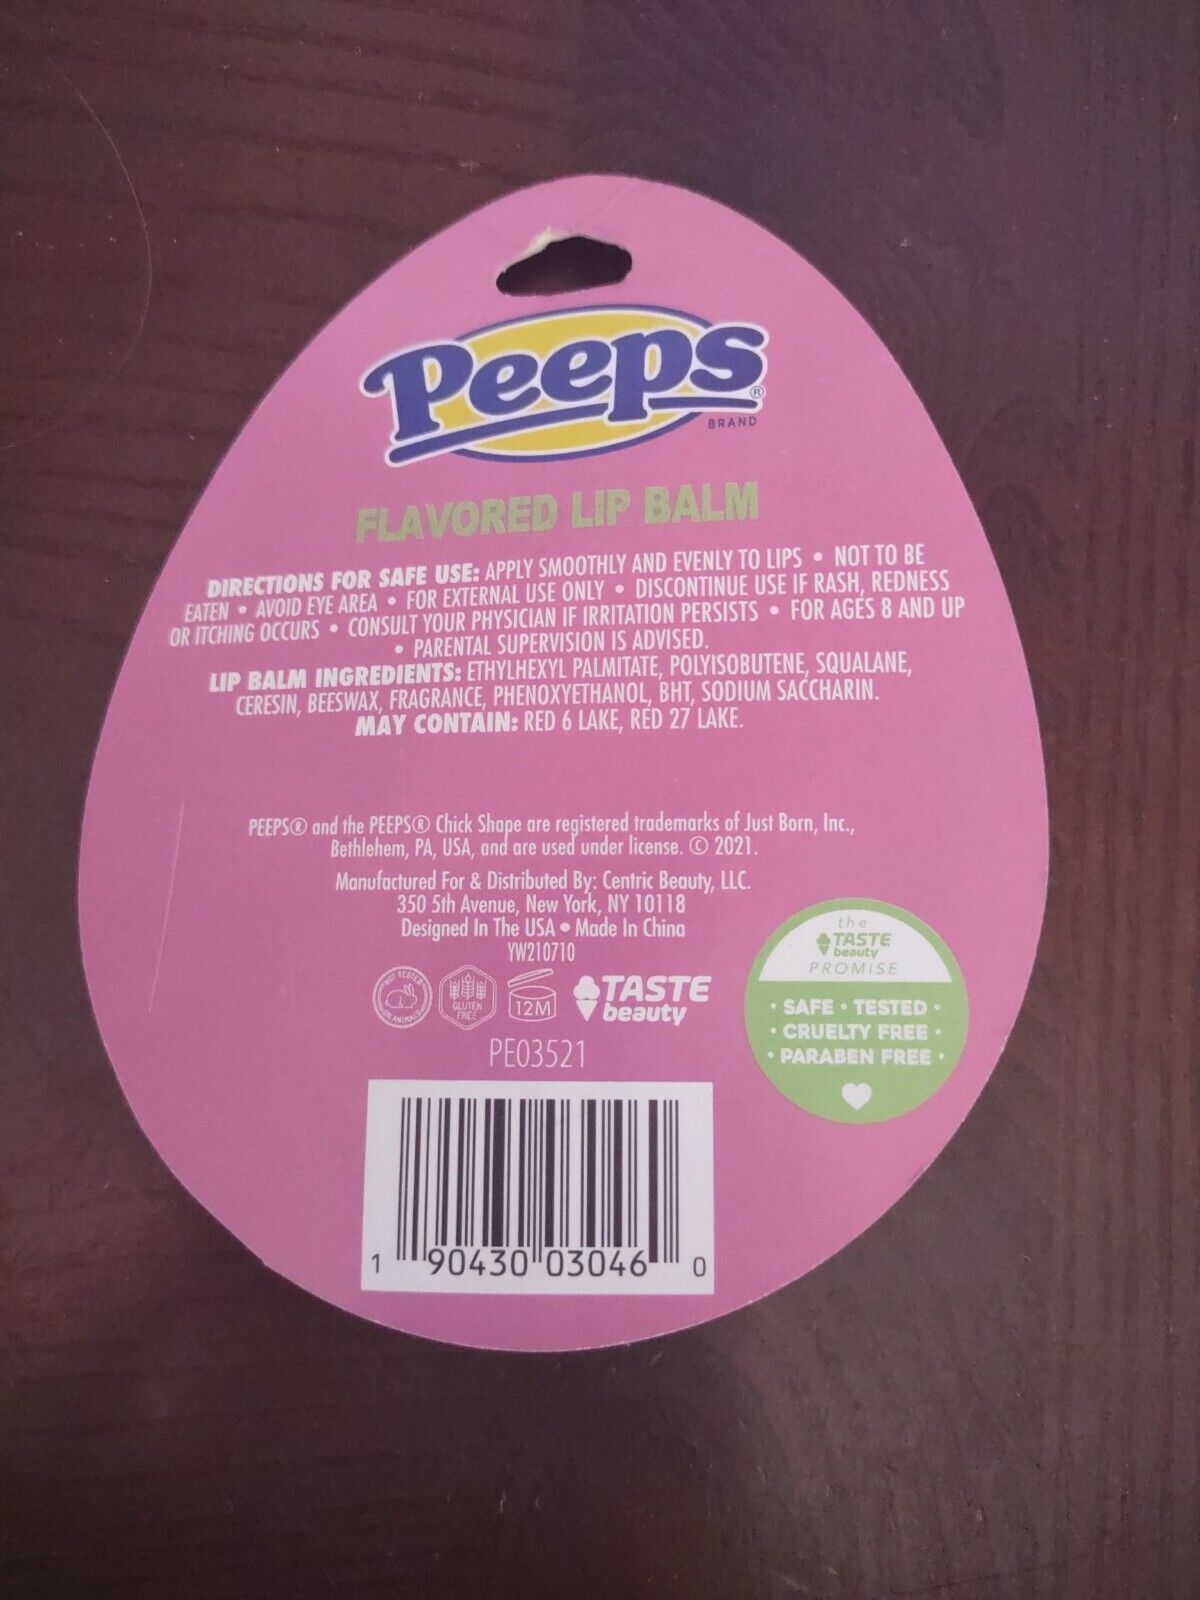 Peeps®
BRAND
FLAVORED LIP BALM
DIRECTIONS FOR SAFE USE: APPLY SMOOTHLY AND EVENLY TO LIPS • NOT TO BE
EATEN • AVOID EYE AREA • FOR EXTERNAL USE ONLY • DISCONTINUE USE IF RASH, REDNESS
OR ITCHING OCCURS • CONSULT YOUR PHYSICIAN IF IRRITATION PERSISTS • FOR AGES 8 AND UP
• PARENTAL SUPERVISION IS ADVISED.
LIP BALM INGREDIENTS: ETHYLHEXYL PALMITATE, POLYISOBUTENE, SQUALANE,
CERESIN, BEESWAX, FRAGRANCE, PHENOXYETHANOL, BHT, SODIUM SACCHARIN.
MAY CONTAIN: RED 6 LAKE, RED 27 LAKE.
PEEPS® and the PEEPS® Chick Shape are registered trademarks of Just Born, Inc.,
Bethlehem, PA, USA, and are used under license. © 2021.
Manufactured For & Distributed By: Centric Beauty, LLC.
350 5th Avenue, New York, NY 10118
Designed In The USA • Made In China
YW210710
NOT TESTED
ON ANIMALS
GLUTEN
FREE
12M
TASTE
beauty
the
TASTE
beauty
PROMISE
• SAFE • TESTED •
• CRUELTY FREE •
• PARABEN FREE •
PE03521
1 90430 03046 0